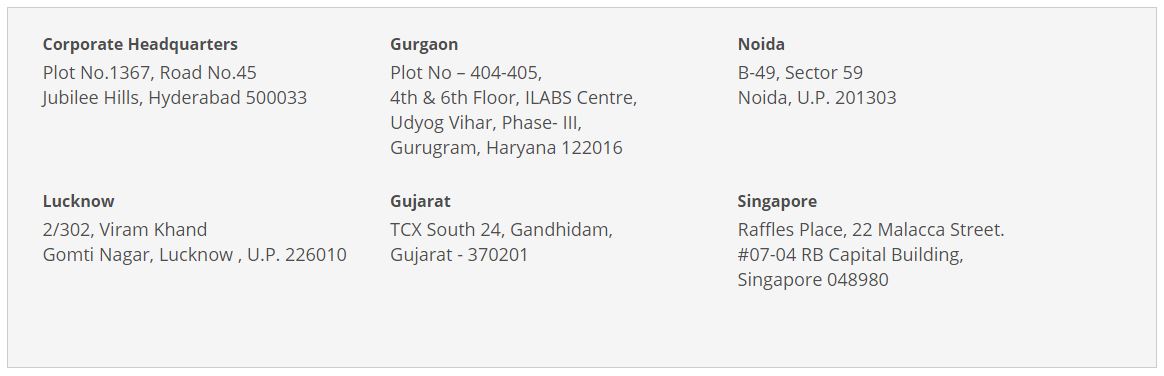 Corporate Headquarters
Plot No.1367, Road No.45
Jubilee Hills, Hyderabad 500033
Gurgaon
Plot No – 404-405,
4th & 6th Floor, ILABS Centre,
Udyog Vihar, Phase- III,
Gurugram, Haryana 122016
Noida
B-49, Sector 59
Noida, U.P. 201303
Lucknow
2/302, Viram Khand
Gomti Nagar, Lucknow , U.P. 226010
Gujarat
TCX South 24, Gandhidam,
Gujarat - 370201
Singapore
Raffles Place, 22 Malacca Street.
#07-04 RB Capital Building,
Singapore 048980